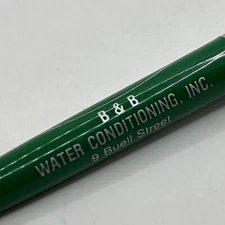 B & B
WATER CONDITIONING, INC.
9 Buell Street